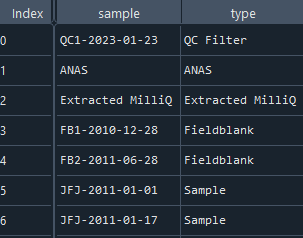 Index sample type
0 QC1-2023-01-23 QC Filter
1 ANAS ANAS
2 Extracted MilliQ Extracted MilliQ
3 FB1-2010-12-28 Fieldblank
4 FB2-2011-06-28 Fieldblank
5 JFJ-2011-01-01 Sample
6 JFJ-2011-01-17 Sample